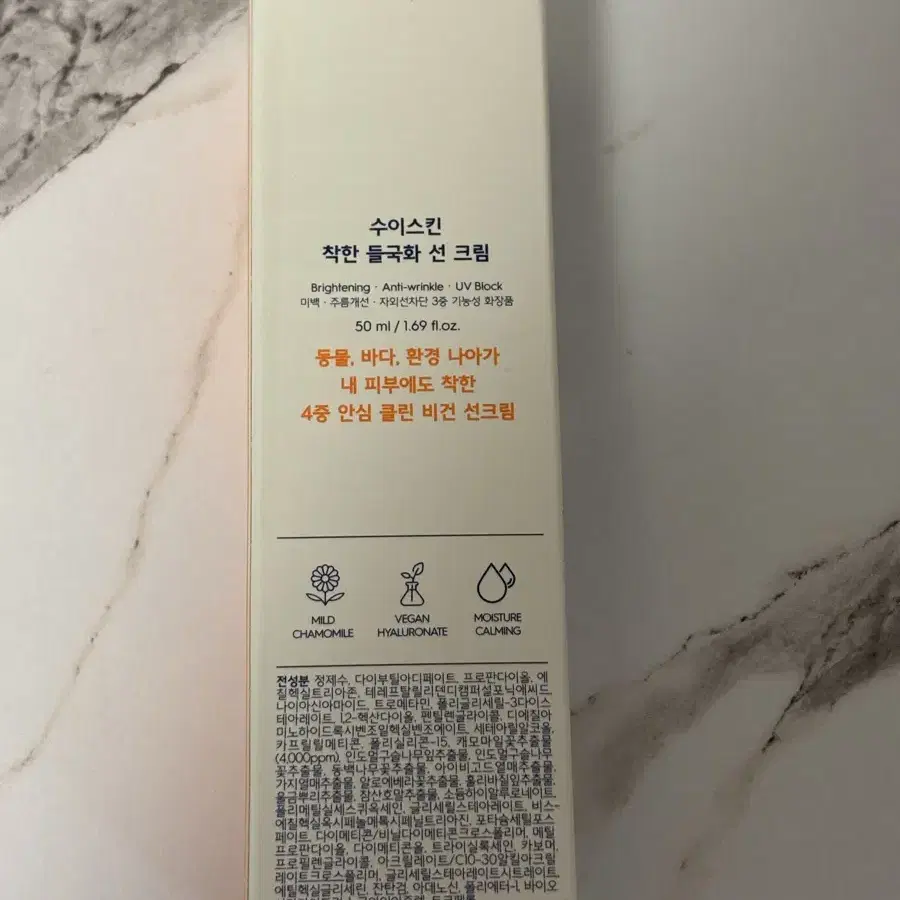 수이스킨
착한 들국화 선 크림
Brightening · Anti-wrinkle · UV Block
미백 · 주름개선 · 자외선차단 3중 기능성 화장품
50 ml / 1.69 fl.oz.
동물, 바다, 환경 나아가
내 피부에도 착한
4중 안심 클린 비건 선크림
MILD
CHAMOMILE
VEGAN
HYALURONATE
MOISTURE
CALMING
전성분 정제수, 다이부틸아디페이트, 프로판다이올, 에
칠헥실트리아존, 테레프탈릴리덴디캠퍼설포닉애씨드,
나이아신아마이드, 트로메타민, 폴리글리세릴-3다이스
테아레이트, 1,2-헥산다이올, 펜틸렌글라이콜, 디에칠아
미노하이드록시벤조일헥실벤조에이트, 세테아릴알코올,
카프릴릴메티콘, 폴리실리콘-15, 캐모마일꽃추출물
(4,000ppm), 인도멀구슬나무잎추출물, 인도멀구슬나무
꽃추출물, 동백나무꽃추출물, 아이비고드열매추출물,
가지열매추출물, 알로에베라꽃추출물, 홀리바질잎추출물,
울금뿌리추출물, 참산호말추출물, 소듐하이알루로네이트,
폴리메틸실세스퀴옥세인, 글리세릴스테아레이트, 비스-
에칠헥실옥시페놀메톡시페닐트리아진, 포타슘세틸포스
페이트, 다이메티콘/비닐다이메티콘크로스폴리머, 메틸
프로판다이올, 다이메티콘올, 트라이실록세인, 카보머,
프로필렌글라이콜, 아크릴레이트/C10-30알킬아크릴
레이트크로스폴리머, 글리세릴스테아레이트시트레이트,
에틸헥실글리세린, 잔탄검, 아데노신, 폴리에터-1, 바이오